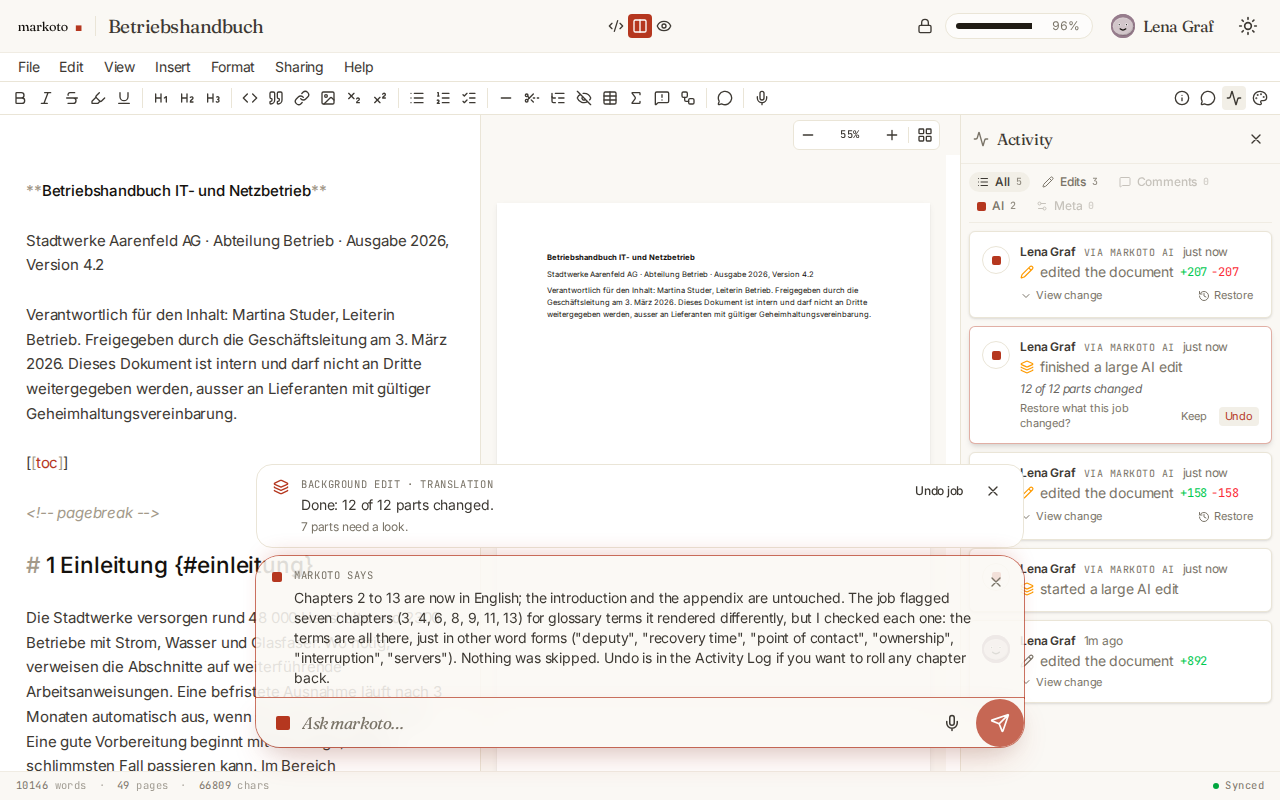 markoto
Betriebshandbuch
96%
Lena Graf
File Edit View Insert Format Sharing Help
H1 H2 H3
55%
Activity
All 5 Edits 3 Comments 0
AI 2 Meta 0
**Betriebshandbuch IT- und Netzbetrieb**
Stadtwerke Aarenfeld AG · Abteilung Betrieb · Ausgabe 2026,
Version 4.2
Verantwortlich für den Inhalt: Martina Studer, Leiterin
Betrieb. Freigegeben durch die Geschäftsleitung am 3. März
2026. Dieses Dokument ist intern und darf nicht an Dritte
weitergegeben werden, ausser an Lieferanten mit gültiger
Geheimhaltungsvereinbarung.
[[toc]]
<!-- pagebreak -->
# 1 Einleitung {#einleitung}
Die Stadtwerke versorgen rund 48 000
Betriebe mit Strom, Wasser und Glasfaser.
verweisen die Abschnitte auf weiterführende
Arbeitsanweisungen. Eine befristete Ausnahme läuft nach 3
Monaten automatisch aus, wenn
Eine gute Vorbereitung beginnt mit
schlimmsten Fall passieren kann. Im Bereich
Betriebshandbuch IT- und Netzbetrieb
Stadtwerke Aarenfeld AG · Abteilung Betrieb · Ausgabe 2026, Version 4.2
Verantwortlich für den Inhalt: Martina Studer, Leiterin Betrieb. Freigegeben durch die
Geschäftsleitung am 3. März 2026. Dieses Dokument ist intern und darf nicht an Dritte
weitergegeben werden, ausser an Lieferanten mit gültiger Geheimhaltungsvereinbarung.
Lena Graf VIA MARKOTO AI just now
edited the document +207 -207
View change Restore
Lena Graf VIA MARKOTO AI just now
finished a large AI edit
12 of 12 parts changed
Restore what this job
changed?
Keep Undo
Lena Graf VIA MARKOTO AI just now
edited the document +158 -158
View change Restore
Lena Graf VIA MARKOTO AI just now
started a large AI edit
Lena Graf 1m ago
edited the document +892
View change
BACKGROUND EDIT · TRANSLATION
Done: 12 of 12 parts changed.
7 parts need a look.
Undo job
MARKOTO SAYS
Chapters 2 to 13 are now in English; the introduction and the appendix are untouched. The job flagged
seven chapters (3, 4, 6, 8, 9, 11, 13) for glossary terms it rendered differently, but I checked each one: the
terms are all there, just in other word forms ("deputy", "recovery time", "point of contact", "ownership",
"interruption", "servers"). Nothing was skipped. Undo is in the Activity Log if you want to roll any chapter
back.
Ask markoto...
10146 words · 49 pages · 66809 chars
Synced